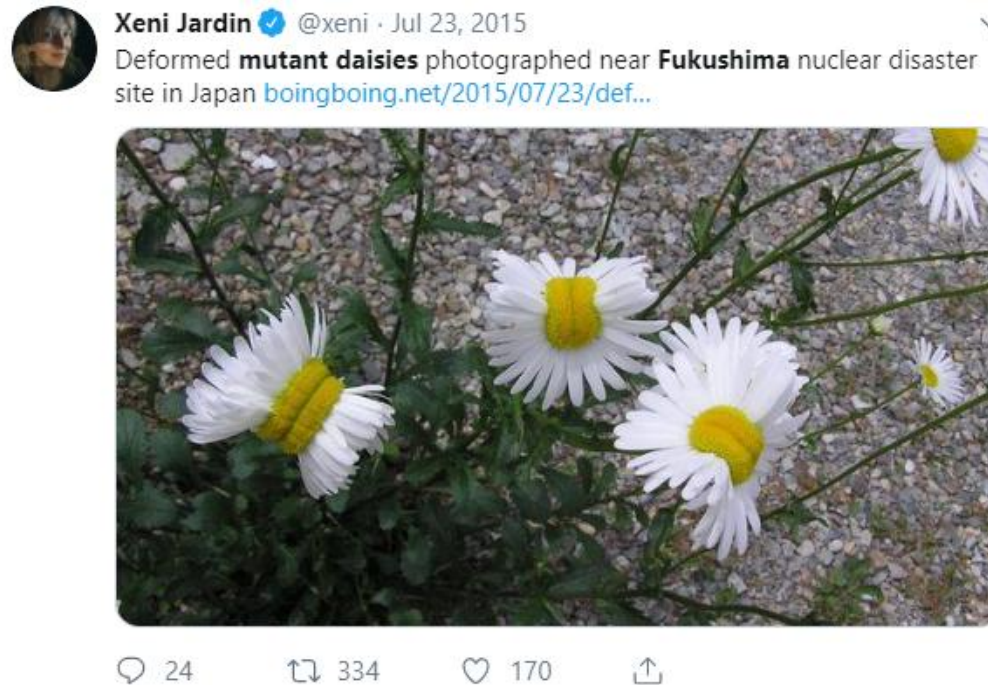 Xeni Jardin @xeni · Jul 23, 2015
Deformed mutant daisies photographed near Fukushima nuclear disaster
site in Japan boingboing.net/2015/07/23/def...
24 334 170